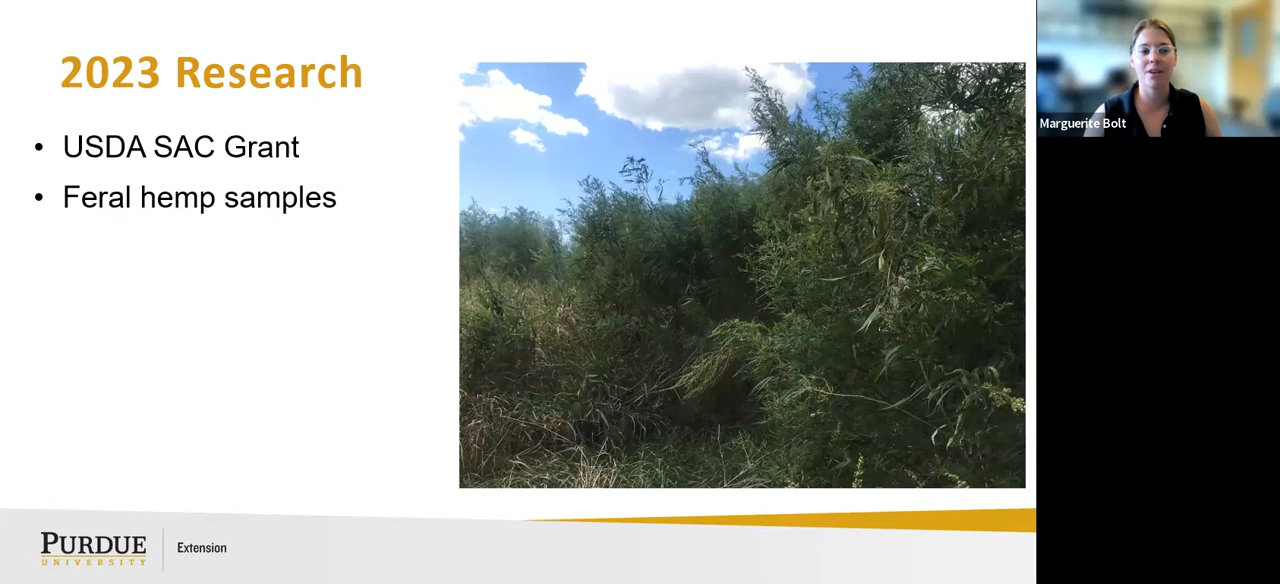 2023 Research
• USDA SAC Grant
• Feral hemp samples
PURDUE
UNIVERSITY
Extension
Marguerite Bolt